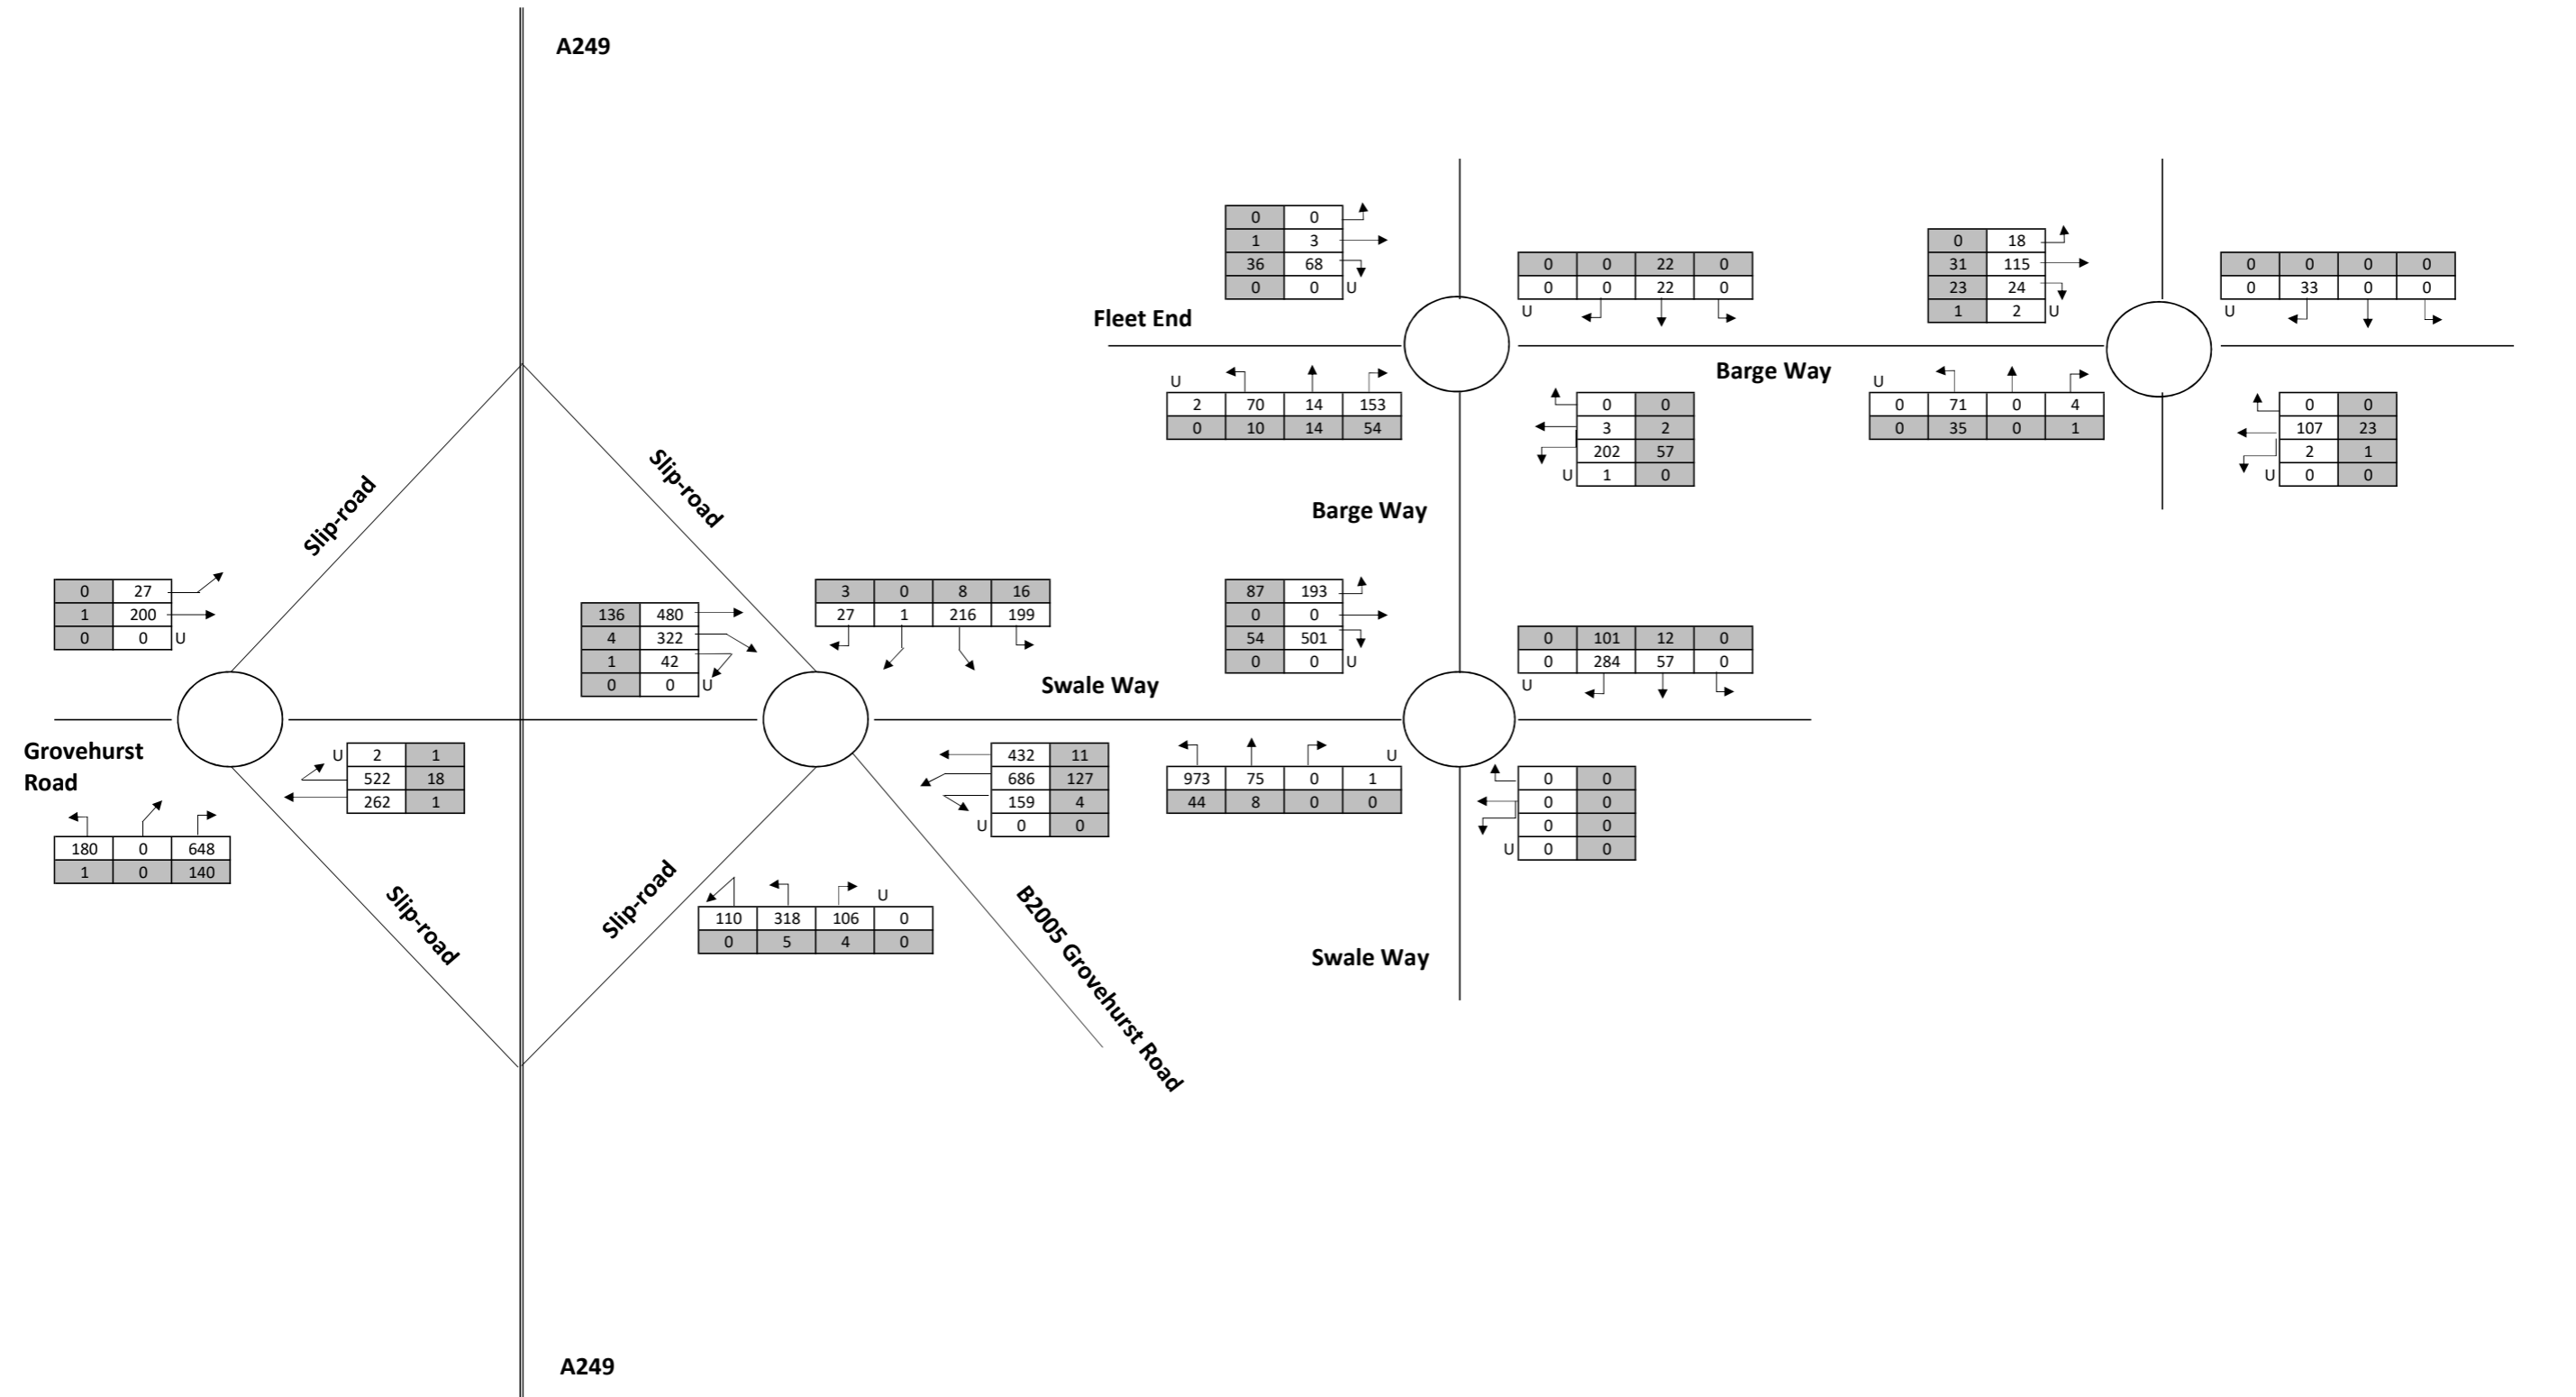 A249
0 0
1 3
36 68
0 0 U
0 0 22 0
0 0 22 0
U
0 18
31 115
23 24
1 2 U
0 0 0 0
0 33 0 0
U
Fleet End
Barge Way
U
2 70 14 153
0 10 14 54
0 0
3 2
202 57
U 1 0
U
0 71 0 4
0 35 0 1
0 0
107 23
2 1
U 0 0
Slip-road
Slip-road
Barge Way
0 27
1 200
0 0 U
136 480
4 322
1 42
0 0 U
3 0 8 16
27 1 216 199
87 193
0 0
54 501
0 0 U
0 101 12 0
0 284 57 0
U
Swale Way
Grovehurst
Road
U 2 1
522 18
262 1
180 0 648
1 0 140
432 11
686 127
159 4
U 0 0
U
973 75 0 1
44 8 0 0
0 0
0 0
0 0
U 0 0
Slip-road
Slip-road
U
110 318 106 0
0 5 4 0
B2005 Grovehurst Road
Swale Way
A249